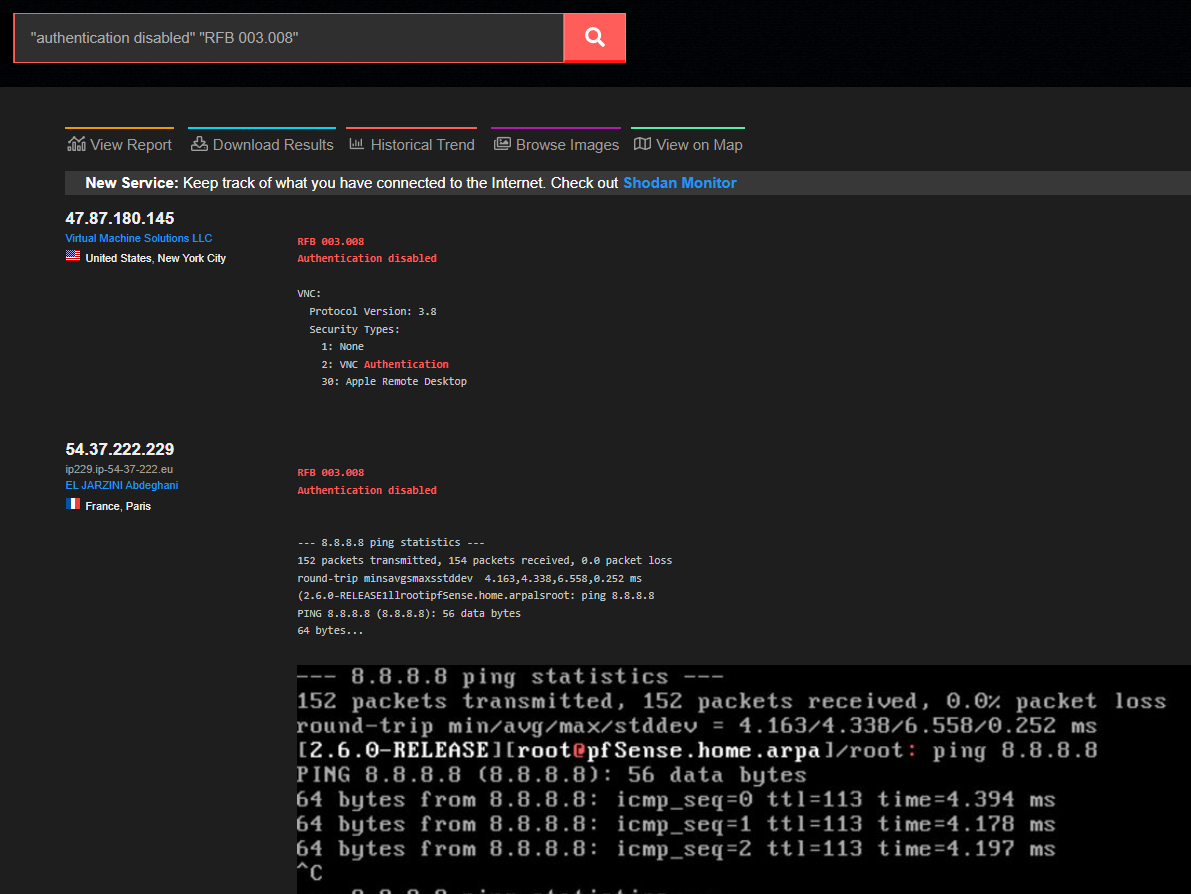 "authentication disabled" "RFB 003.008"
View Report Download Results Historical Trend Browse Images View on Map
New Service: Keep track of what you have connected to the Internet. Check out Shodan Monitor
47.87.180.145
Virtual Machine Solutions LLC
United States, New York City
RFB 003.008
Authentication disabled
VNC:
Protocol Version: 3.8
Security Types:
1: None
2: VNC Authentication
30: Apple Remote Desktop
54.37.222.229
ip229.ip-54-37-222.eu
EL JARZINI Abdeghani
France, Paris
RFB 003.008
Authentication disabled
--- 8.8.8.8 ping statistics ---
152 packets transmitted, 154 packets received, 0.0 packet loss
round-trip minsavgsmaxsstddev 4.163,4.338,6.558,0.252 ms
(2.6.0-RELEASE1llrootipfSense.home.arpalsroot: ping 8.8.8.8
PING 8.8.8.8 (8.8.8.8): 56 data bytes
64 bytes...
--- 8.8.8.8 ping statistics ---
152 packets transmitted, 152 packets received, 0.0% packet loss
round-trip min/avg/max/stddev = 4.163/4.338/6.558/0.252 ms
[2.6.0-RELEASE][root@pfSense.home.arpa]/root: ping 8.8.8.8
PING 8.8.8.8 (8.8.8.8): 56 data bytes
64 bytes from 8.8.8.8: icmp_seq=0 ttl=113 time=4.394 ms
64 bytes from 8.8.8.8: icmp_seq=1 ttl=113 time=4.178 ms
64 bytes from 8.8.8.8: icmp_seq=2 ttl=113 time=4.197 ms
^C